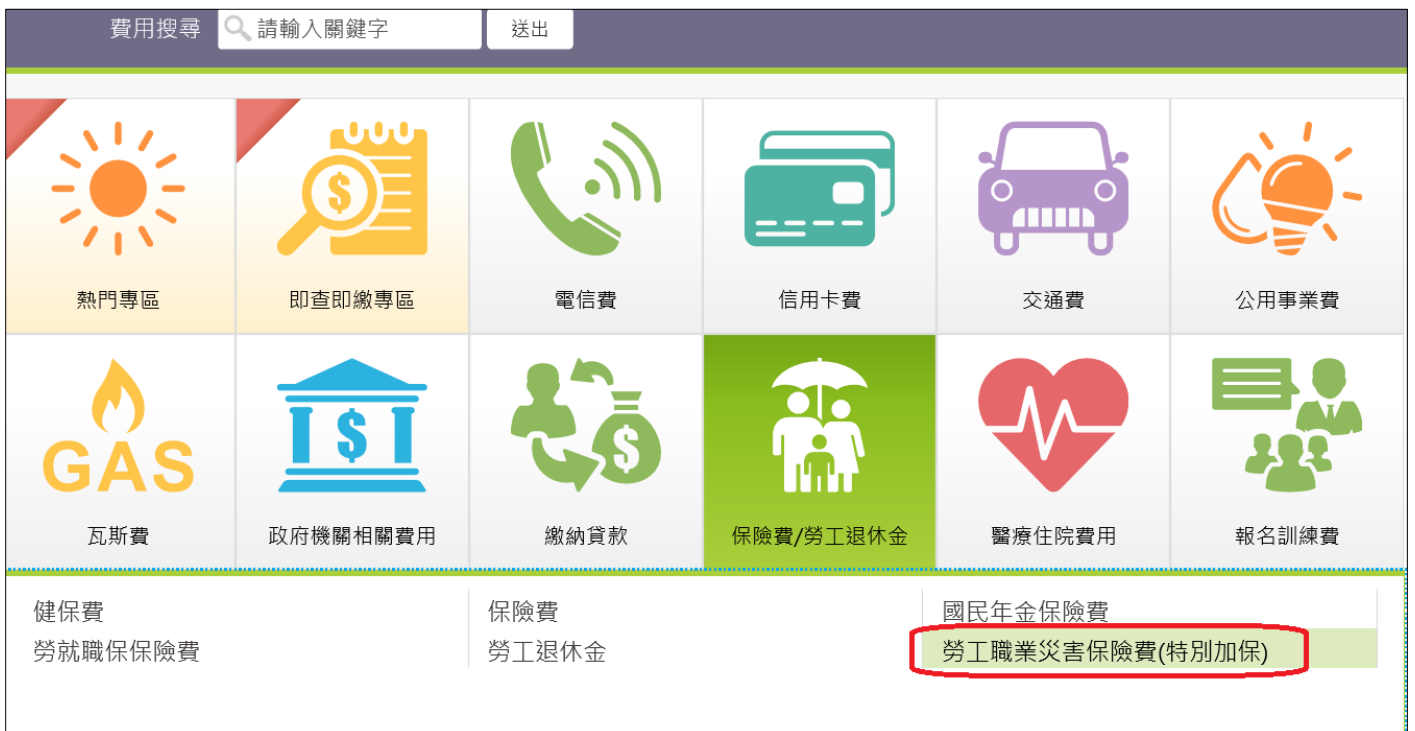 費用搜尋 請輸入關鍵字 送出
熱門專區 即查即繳專區 電信費 信用卡費 交通費 公用事業費
GAS
瓦斯費 政府機關相關費用 繳納貸款 保險費/勞工退休金 醫療住院費用 報名訓練費
健保費 保險費 國民年金保險費
勞就職保保險費 勞工退休金 勞工職業災害保險費(特別加保)